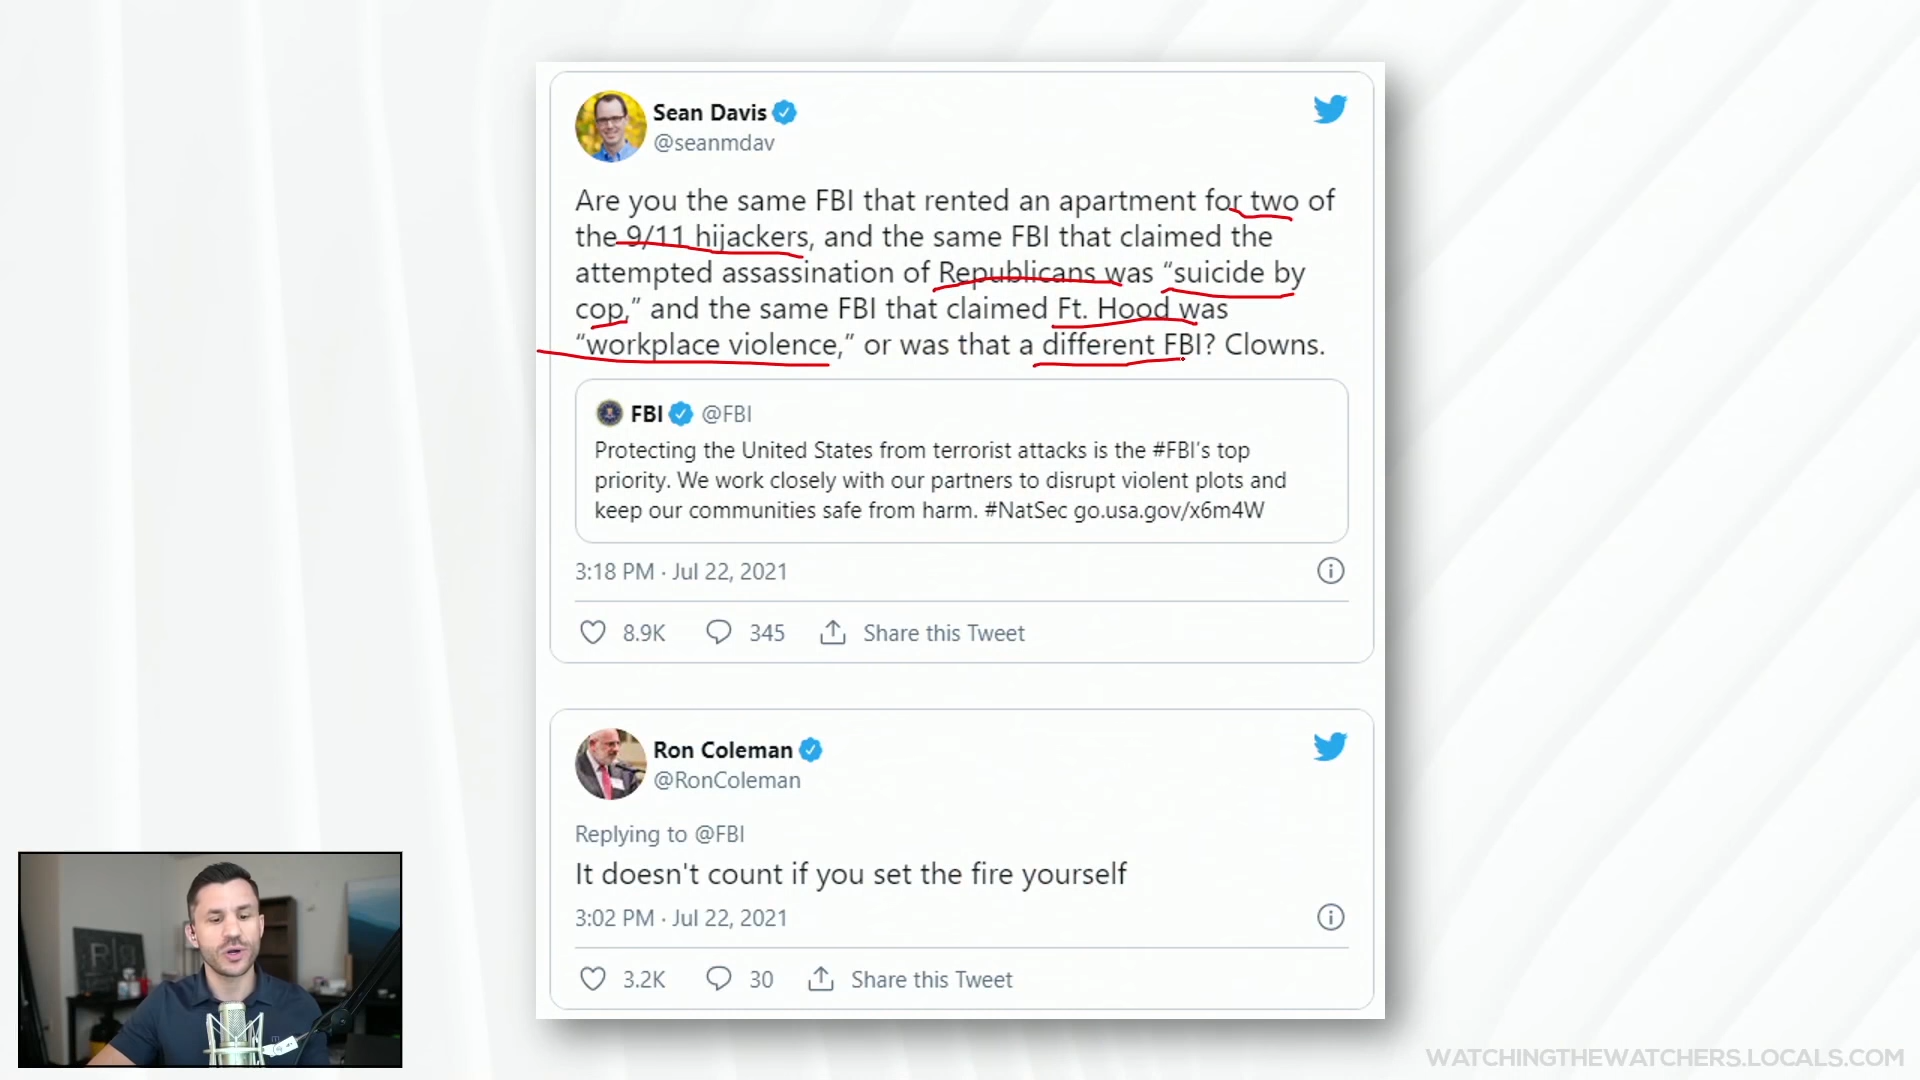 Sean Davis
@seanmdav
Are you the same FBI that rented an apartment for two of
the 9/11 hijackers, and the same FBI that claimed the
attempted assassination of Republicans was “suicide by
cop,” and the same FBI that claimed Ft. Hood was
“workplace violence,” or was that a different FBI? Clowns.
FBI @FBI
Protecting the United States from terrorist attacks is the #FBI’s top
priority. We work closely with our partners to disrupt violent plots and
keep our communities safe from harm. #NatSec go.usa.gov/x6m4W
3:18 PM · Jul 22, 2021
8.9K 345 Share this Tweet
Ron Coleman
@RonColeman
Replying to @FBI
It doesn't count if you set the fire yourself
3:02 PM · Jul 22, 2021
3.2K 30 Share this Tweet
WATCHINGTHEWATCHERS.LOCALS.COM